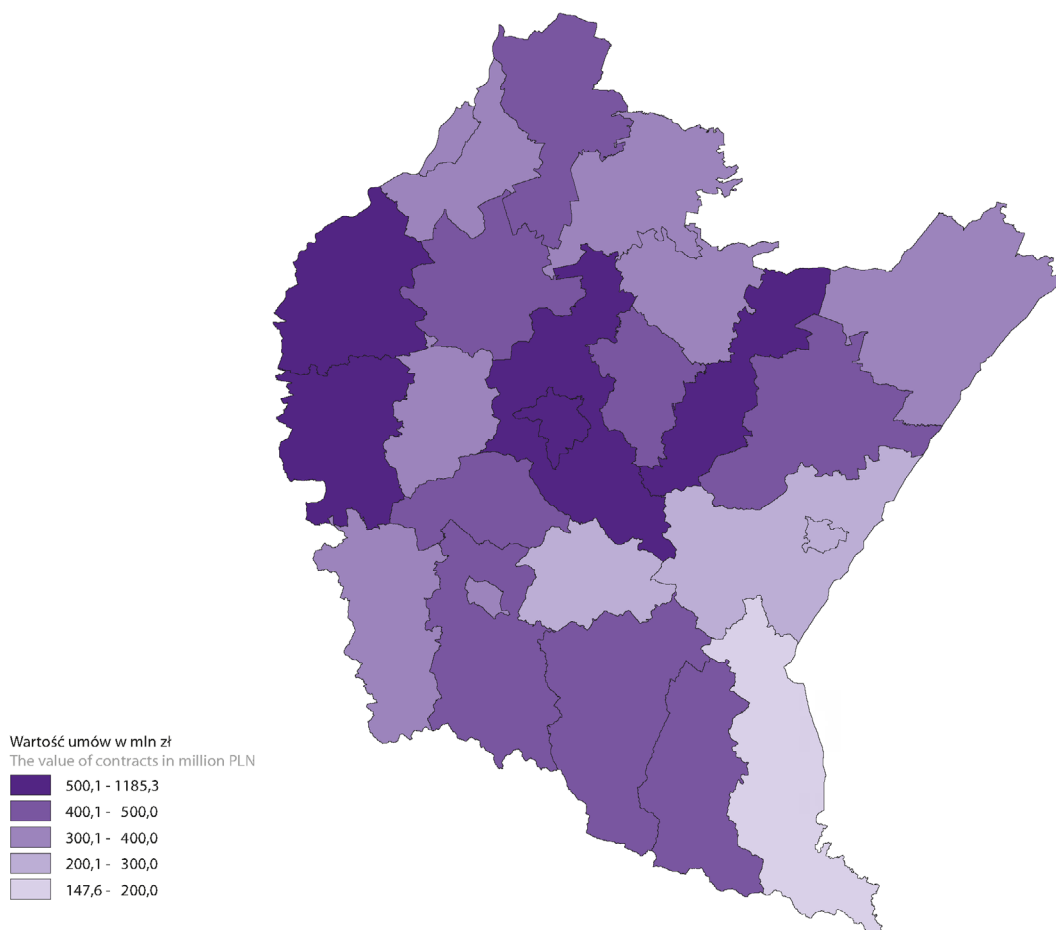 Wartość umów w mln zł
The value of contracts in million PLN
500,1 - 1185,3
400,1 - 500,0
300,1 - 400,0
200,1 - 300,0
147,6 - 200,0